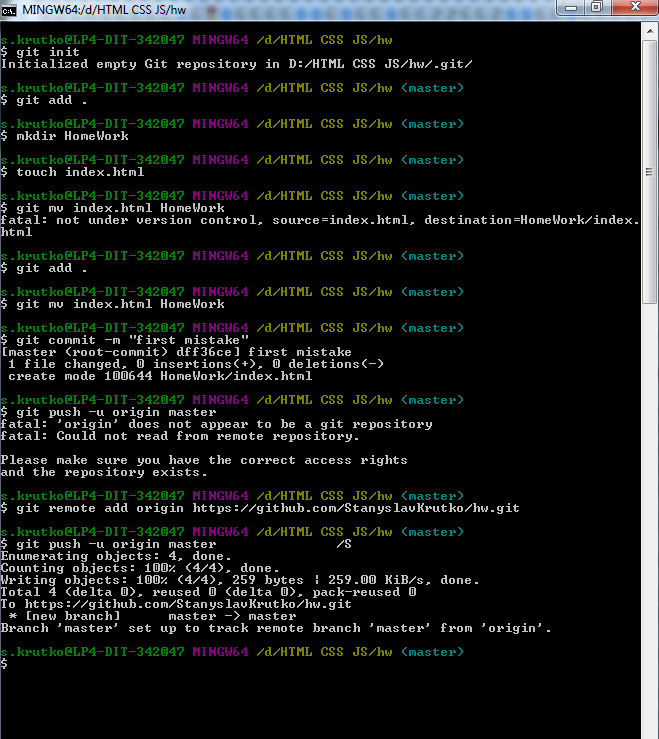 MINGW64:/d/HTML CSS JS/hw
s.krutko@LP4-DIT-342047 MINGW64 /d/HTML CSS JS/hw
$ git init
Initialized empty Git repository in D:/HTML CSS JS/hw/.git/
s.krutko@LP4-DIT-342047 MINGW64 /d/HTML CSS JS/hw (master)
$ git add .
s.krutko@LP4-DIT-342047 MINGW64 /d/HTML CSS JS/hw (master)
$ mkdir HomeWork
s.krutko@LP4-DIT-342047 MINGW64 /d/HTML CSS JS/hw (master)
$ touch index.html
s.krutko@LP4-DIT-342047 MINGW64 /d/HTML CSS JS/hw (master)
$ git mv index.html HomeWork
fatal: not under version control, source=index.html, destination=HomeWork/index.
html
s.krutko@LP4-DIT-342047 MINGW64 /d/HTML CSS JS/hw (master)
$ git add .
s.krutko@LP4-DIT-342047 MINGW64 /d/HTML CSS JS/hw (master)
$ git mv index.html HomeWork
s.krutko@LP4-DIT-342047 MINGW64 /d/HTML CSS JS/hw (master)
$ git commit -m "first mistake"
[master (root-commit) dff36ce] first mistake
 1 file changed, 0 insertions(+), 0 deletions(-)
 create mode 100644 HomeWork/index.html
s.krutko@LP4-DIT-342047 MINGW64 /d/HTML CSS JS/hw (master)
$ git push -u origin master
fatal: 'origin' does not appear to be a git repository
fatal: Could not read from remote repository.
Please make sure you have the correct access rights
and the repository exists.
s.krutko@LP4-DIT-342047 MINGW64 /d/HTML CSS JS/hw (master)
$ git remote add origin https://github.com/StanyslavKrutko/hw.git
s.krutko@LP4-DIT-342047 MINGW64 /d/HTML CSS JS/hw (master)
$ git push -u origin master               /S
Enumerating objects: 4, done.
Counting objects: 100% (4/4), done.
Writing objects: 100% (4/4), 259 bytes ¦ 259.00 KiB/s, done.
Total 4 (delta 0), reused 0 (delta 0), pack-reused 0
To https://github.com/StanyslavKrutko/hw.git
 * [new branch]      master -> master
Branch 'master' set up to track remote branch 'master' from 'origin'.
s.krutko@LP4-DIT-342047 MINGW64 /d/HTML CSS JS/hw (master)
$